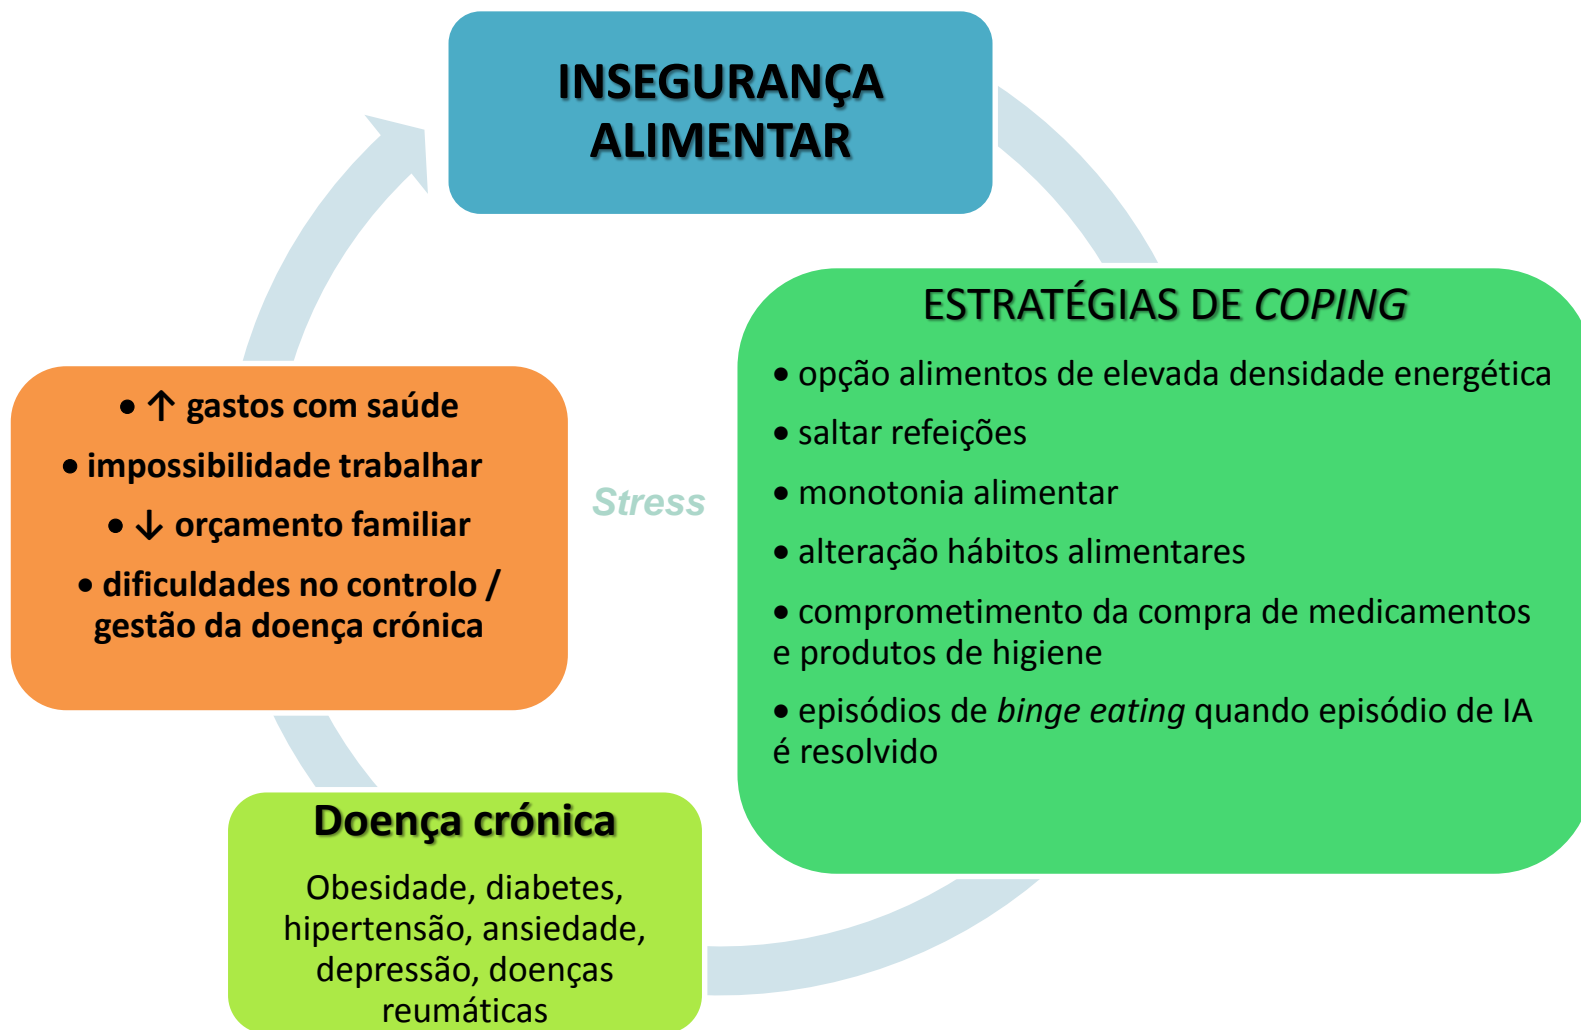 INSEGURANÇA
ALIMENTAR
ESTRATÉGIAS DE COPING
• opção alimentos de elevada densidade energética
• saltar refeições
• monotonia alimentar
• alteração hábitos alimentares
• comprometimento da compra de medicamentos
e produtos de higiene
• episódios de binge eating quando episódio de IA
é resolvido
Doença crónica
Obesidade, diabetes,
hipertensão, ansiedade,
depressão, doenças
reumáticas
• ↑ gastos com saúde
• impossibilidade trabalhar
• ↓ orçamento familiar
• dificuldades no controlo /
gestão da doença crónica
Stress